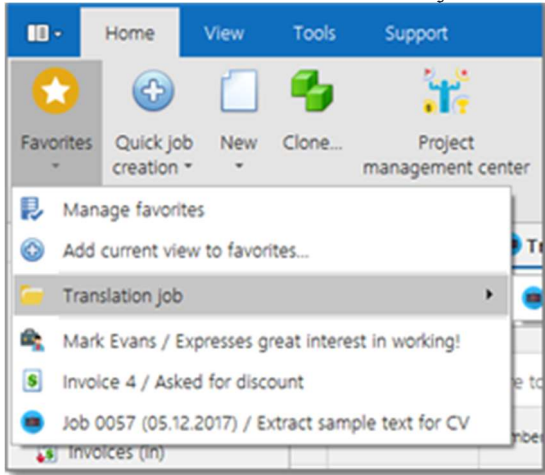 Home View Tools Support
Favorites Quick job creation New Clone... Project management center
Manage favorites
Add current view to favorites...
Translation job
Mark Evans / Expresses great interest in working!
Invoice 4 / Asked for discount
Job 0057 (05.12.2017) / Extract sample text for CV
Invoices (In)